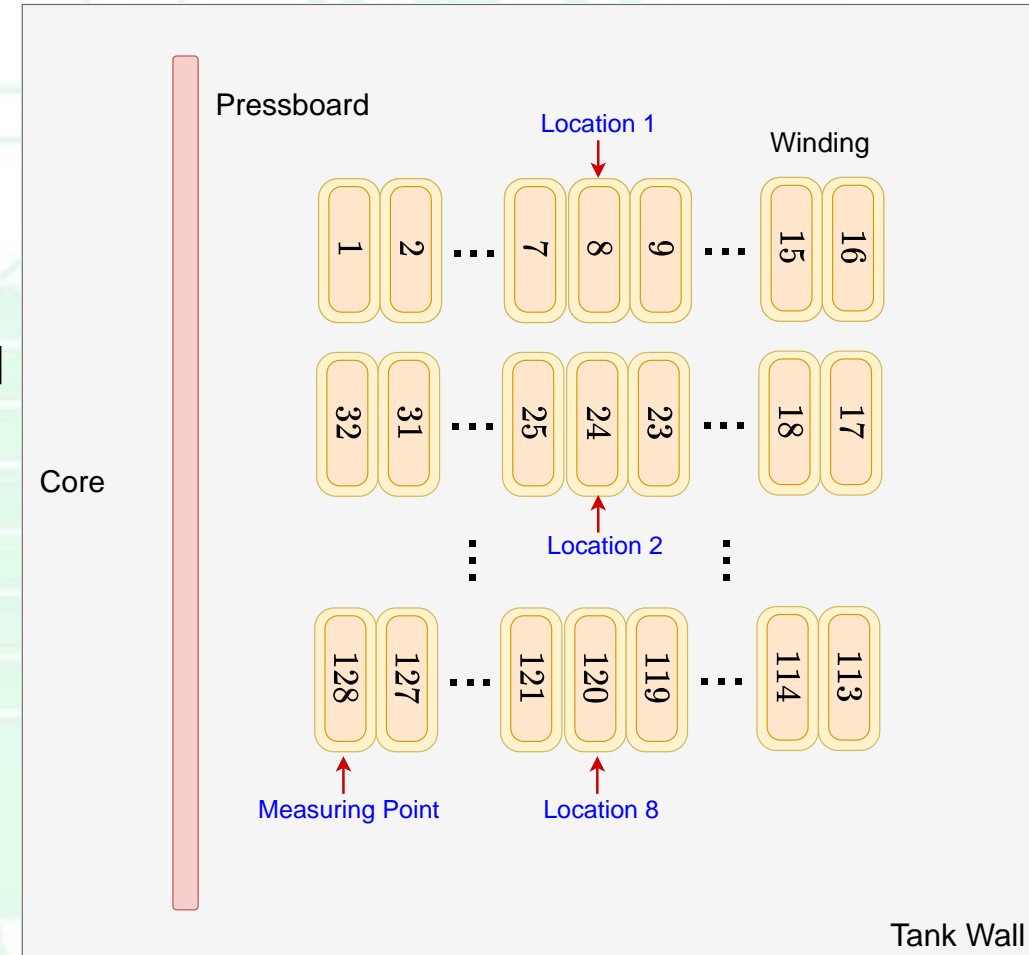 Pressboard
Location 1
Winding
1 2 ... 7 8 9 ... 15 16
32 31 ... 25 24 23 ... 18 17
Core
Location 2
128 127 ... 121 120 119 ... 114 113
Measuring Point
Location 8
Tank Wall